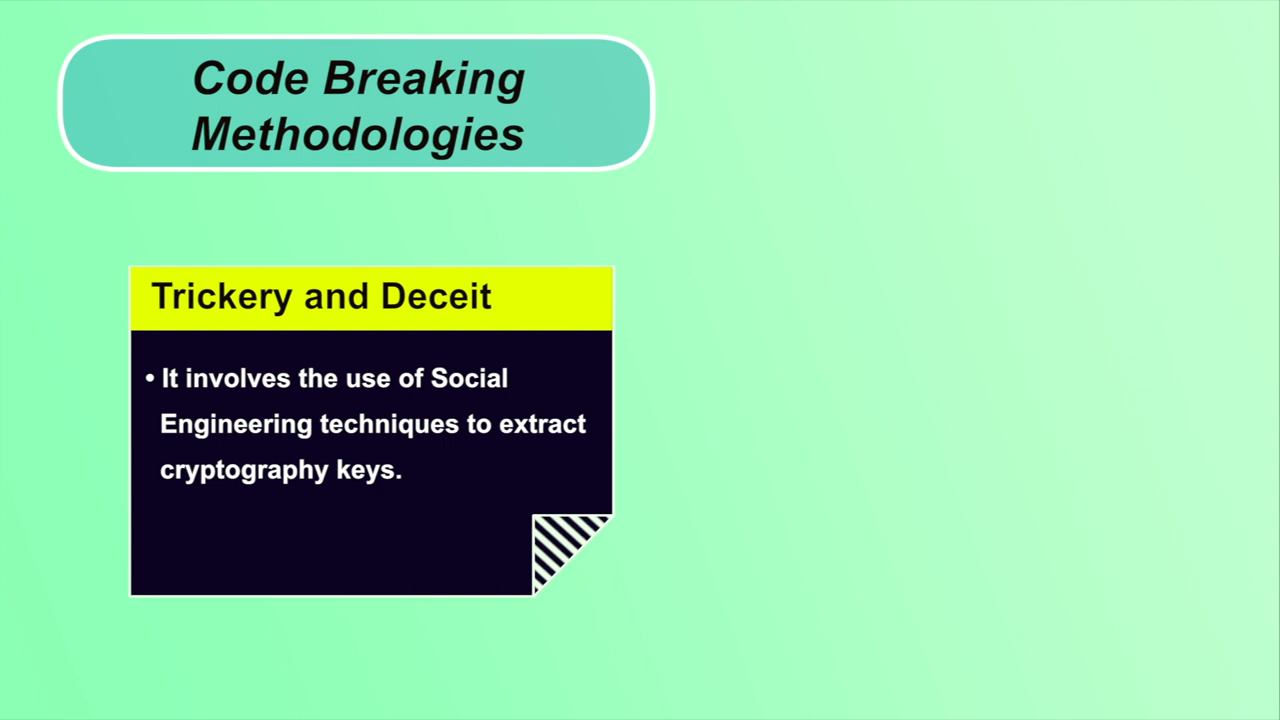 Code Breaking
Methodologies
Trickery and Deceit
• It involves the use of Social
Engineering techniques to extract
cryptography keys.